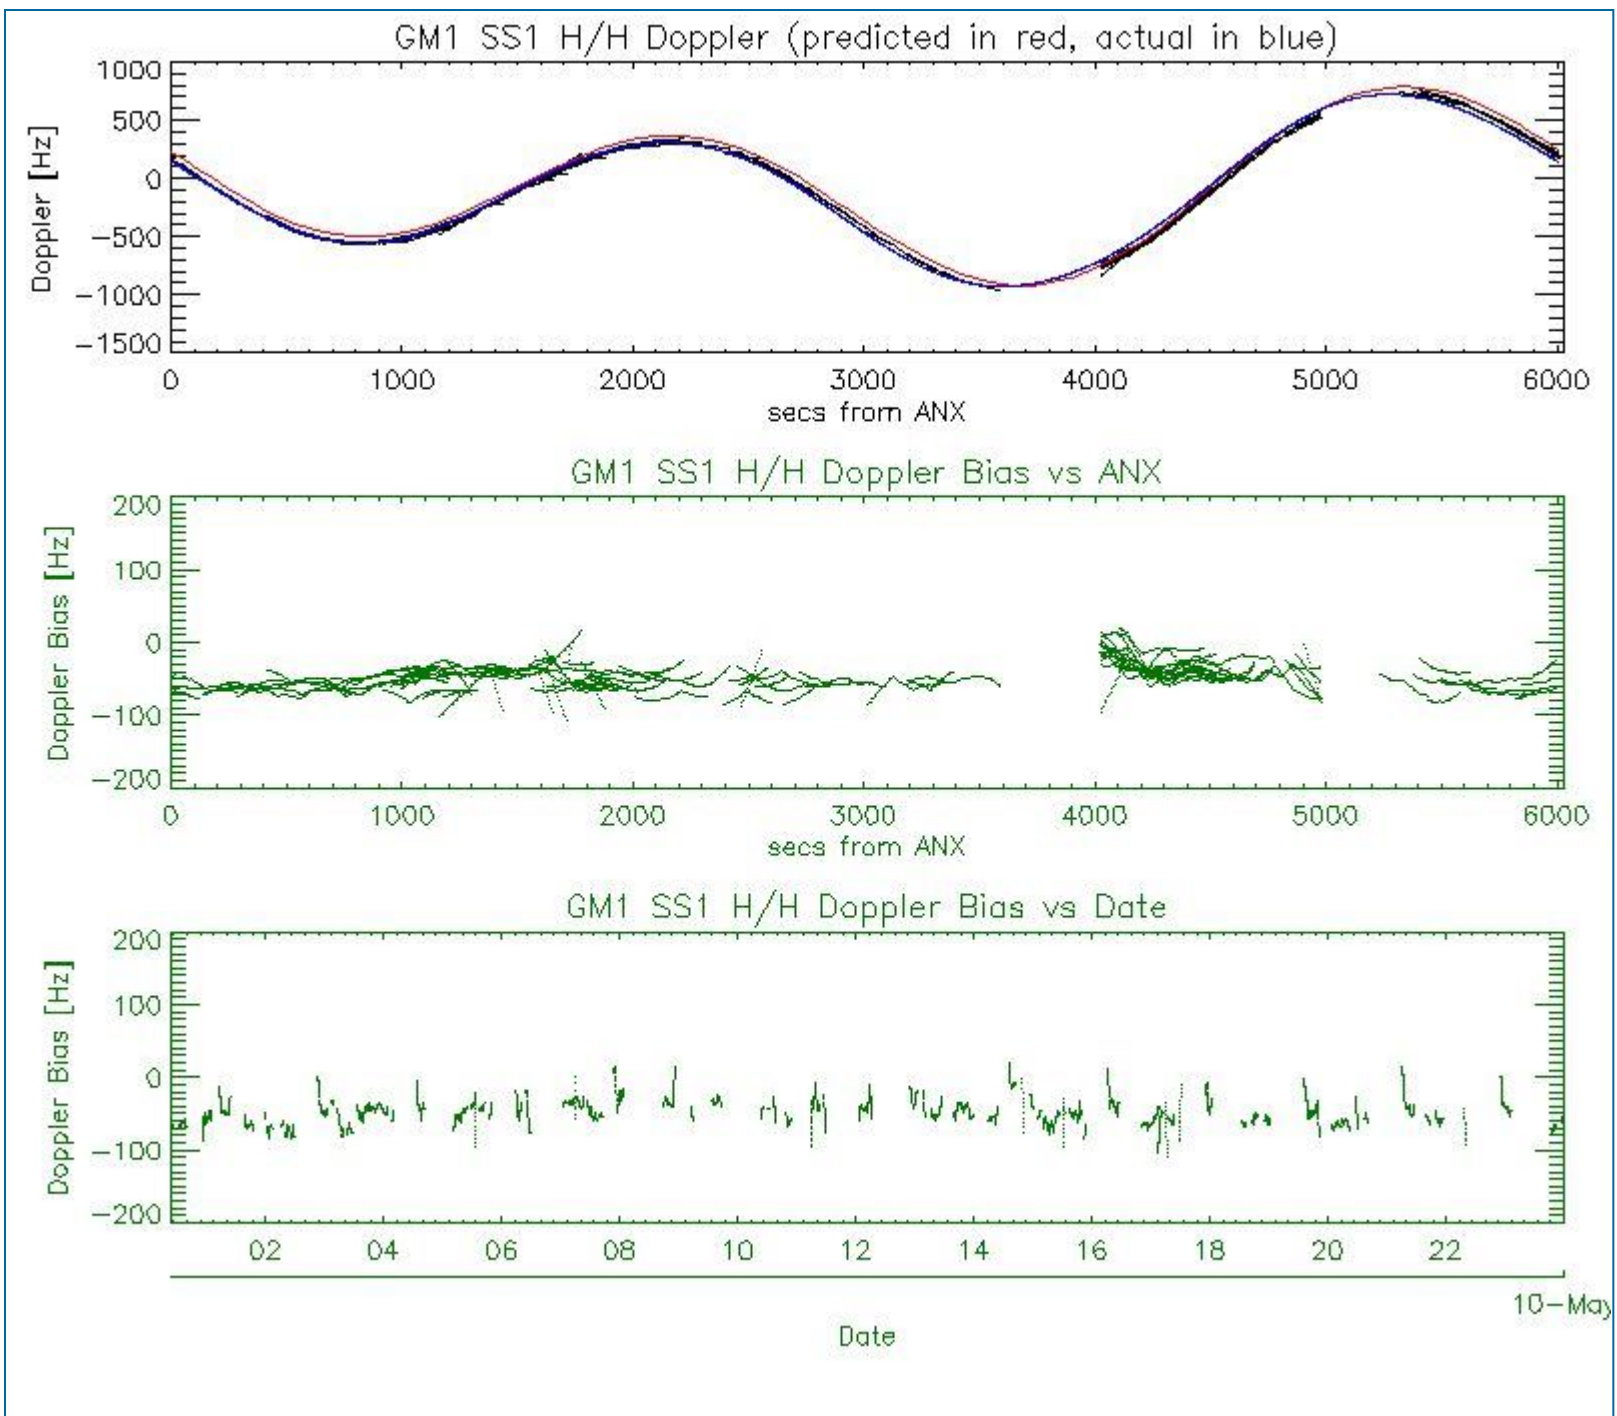 GM1 SS1 H/H Doppler (predicted in red, actual in blue)
1000
500
0
-500
-1000
-1500
Doppler [Hz]
0 1000 2000 3000 4000 5000 6000
secs from ANX
GM1 SS1 H/H Doppler Bias vs ANX
200
100
0
-100
-200
Doppler Bias [Hz]
0 1000 2000 3000 4000 5000 6000
secs from ANX
GM1 SS1 H/H Doppler Bias vs Date
200
100
0
-100
-200
Doppler Bias [Hz]
02 04 06 08 10 12 14 16 18 20 22
10-May
Date